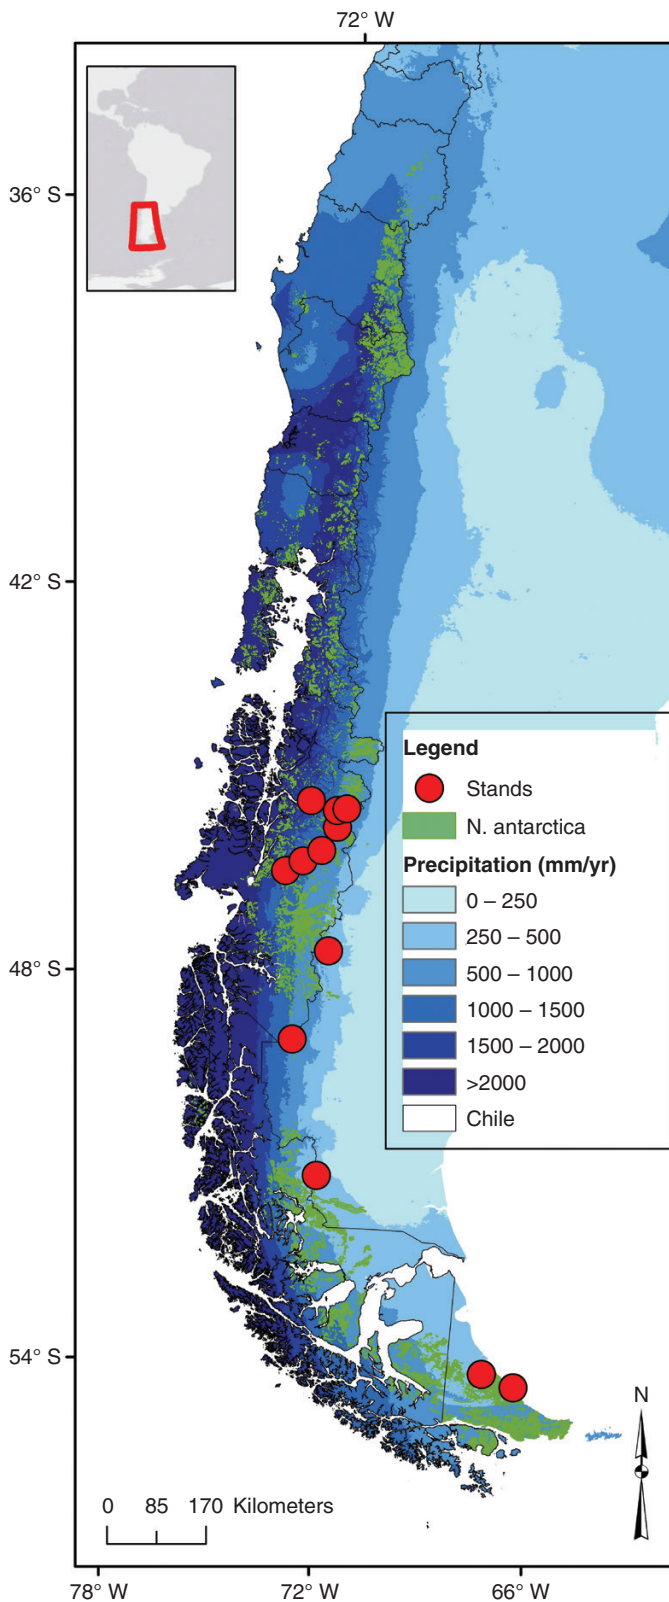 72° W
36° S
42° S
48° S
54° S
Legend
Stands
N. antarctica
Precipitation (mm/yr)
0 – 250
250 – 500
500 – 1000
1000 – 1500
1500 – 2000
>2000
Chile
N
0 85 170 Kilometers
78° W 72° W 66° W